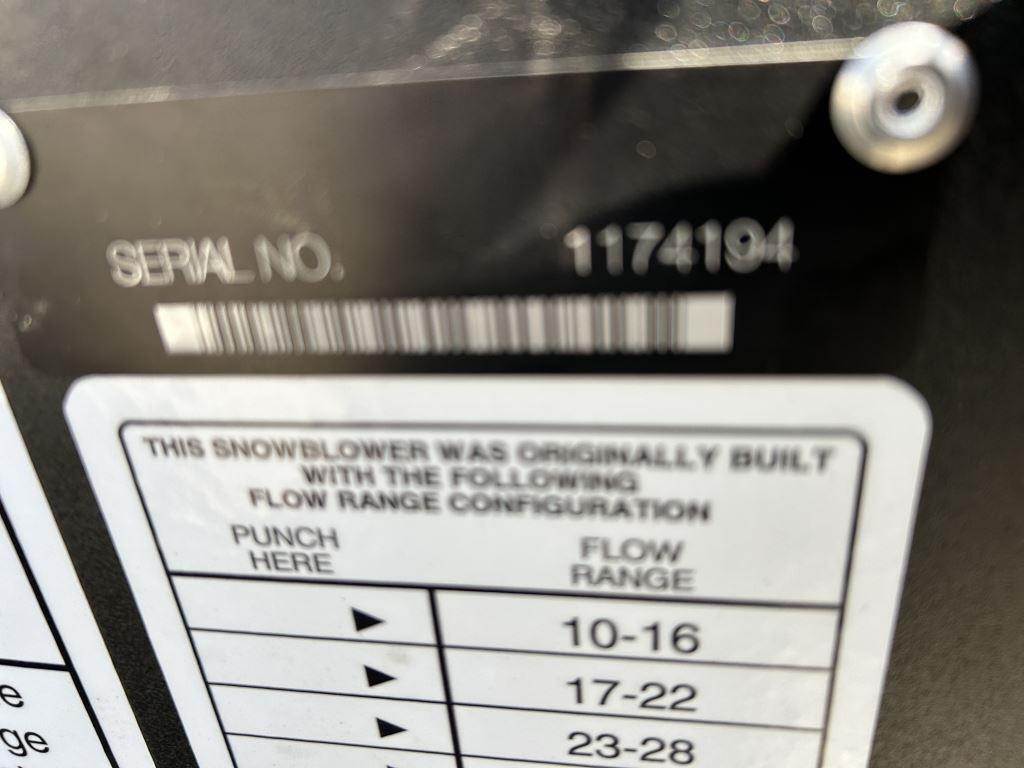 SERIAL NO. 1174194
THIS SNOWBLOWER WAS ORIGINALLY BUILT
WITH THE FOLLOWING
FLOW RANGE CONFIGURATION
PUNCH
HERE
FLOW
RANGE
10-16
17-22
23-28
e
ge